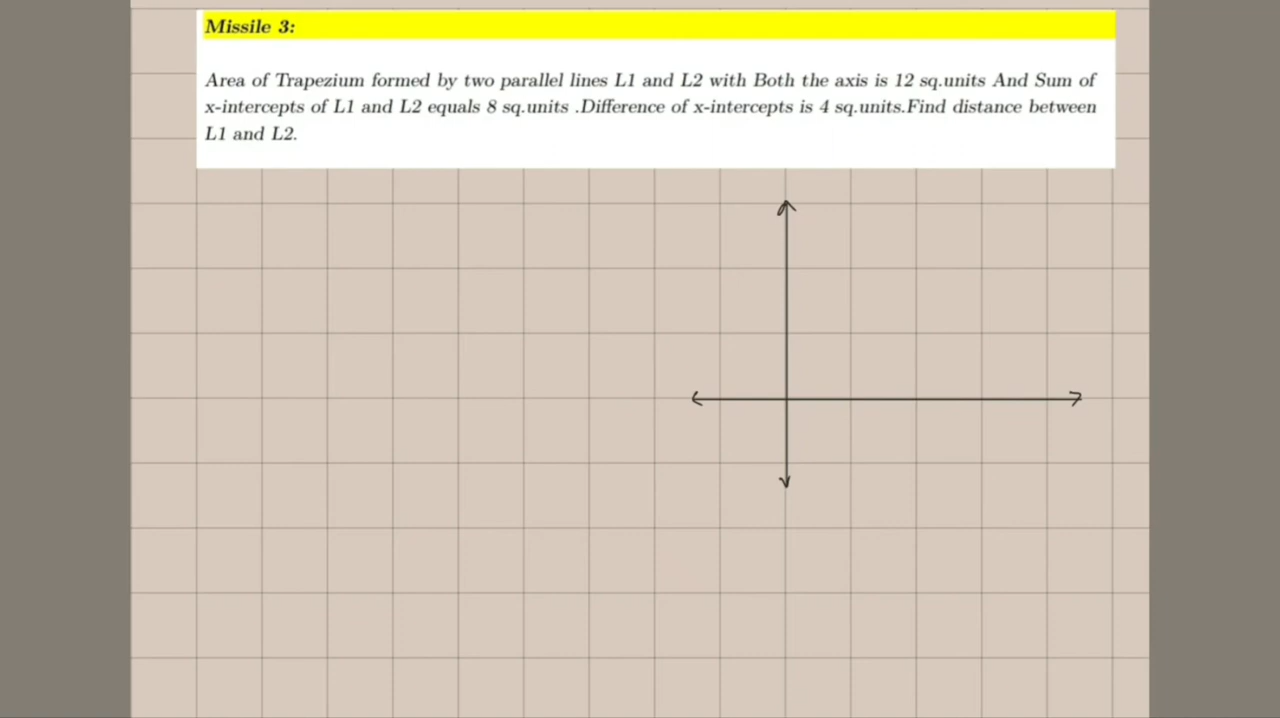 Missile 3:
Area of Trapezium formed by two parallel lines L1 and L2 with Both the axis is 12 sq.units And Sum of
x-intercepts of L1 and L2 equals 8 sq.units .Difference of x-intercepts is 4 sq.units.Find distance between
L1 and L2.